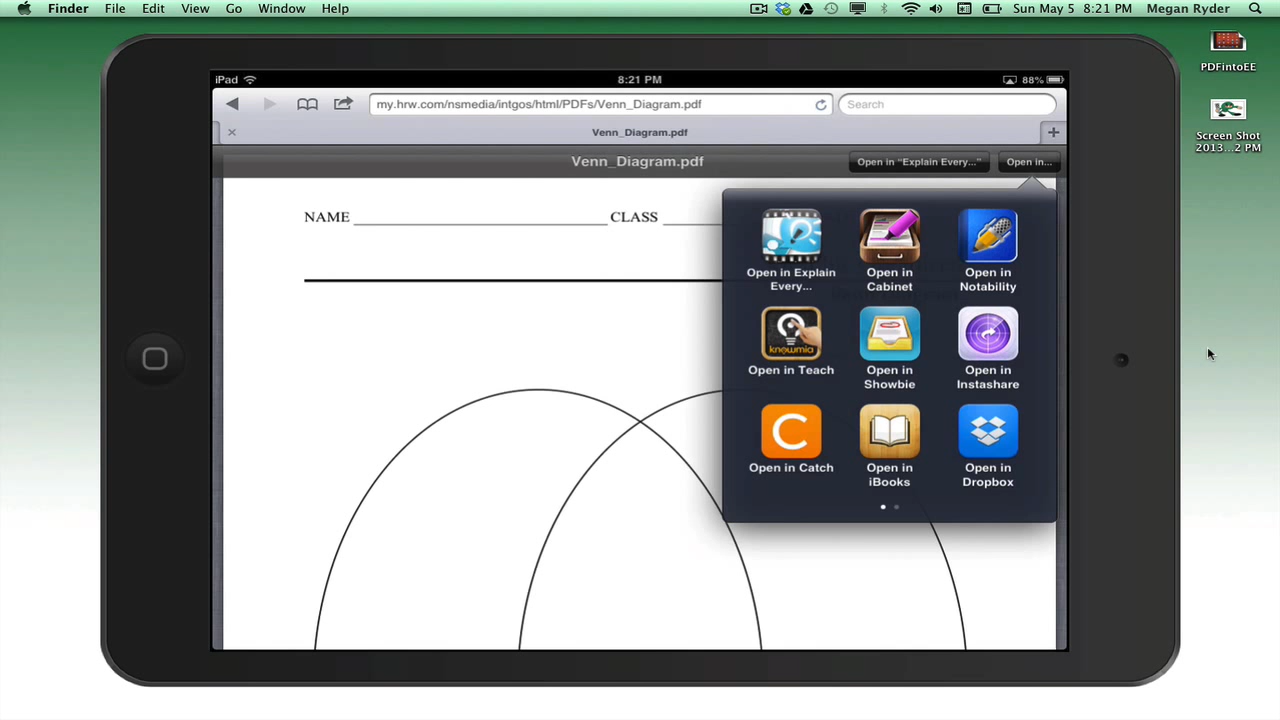 Finder File Edit View Go Window Help Sun May 5 8:21 PM Megan Ryder
PDFintoEE
Screen Shot
2013...2 PM
iPad 8:21 PM 88%
my.hrw.com/nsmedia/intgos/html/PDFs/Venn_Diagram.pdf Search
Venn_Diagram.pdf
Venn_Diagram.pdf Open in “Explain Every...” Open in...
NAME CLASS
Open in Explain
Every...
Open in
Cabinet
Open in
Notability
knowmia
Open in Teach
Open in
Showbie
Open in
Instashare
C
Open in Catch
Open in
iBooks
Open in
Dropbox